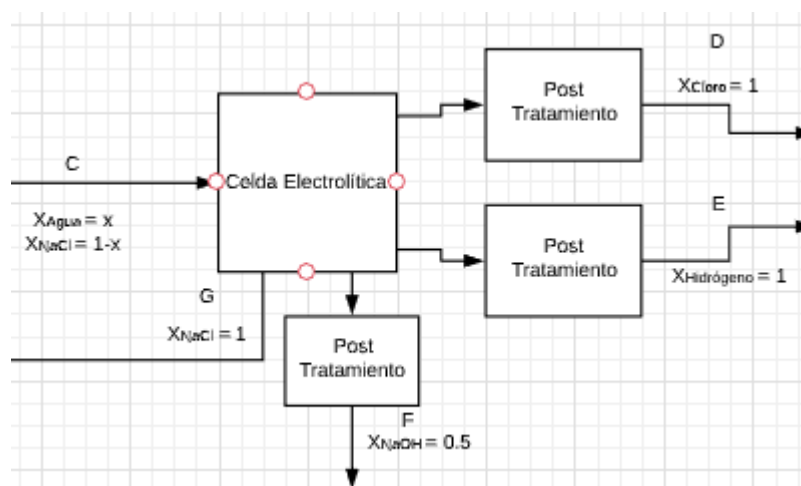 C
XAgua = x
XNaCl = 1-x
Celda Electrolítica
Post
Tratamiento
D
XCloro = 1
Post
Tratamiento
E
XHidrógeno = 1
G
XNaCl = 1
Post
Tratamiento
F
XNaOH = 0.5